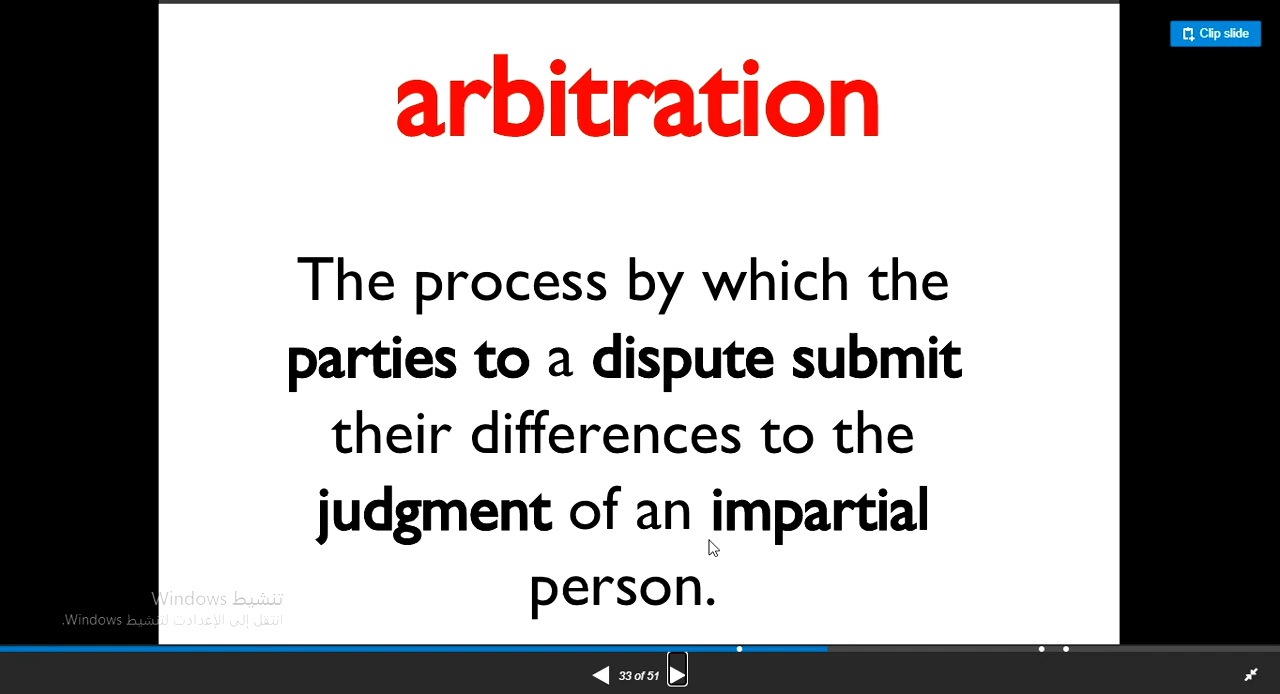 Clip slide
arbitration
The process by which the
parties to a dispute submit
their differences to the
judgment of an impartial
person.
تنشيط Windows
انتقل إلى الإعدادت لتنشيط Windows.
33 of 51